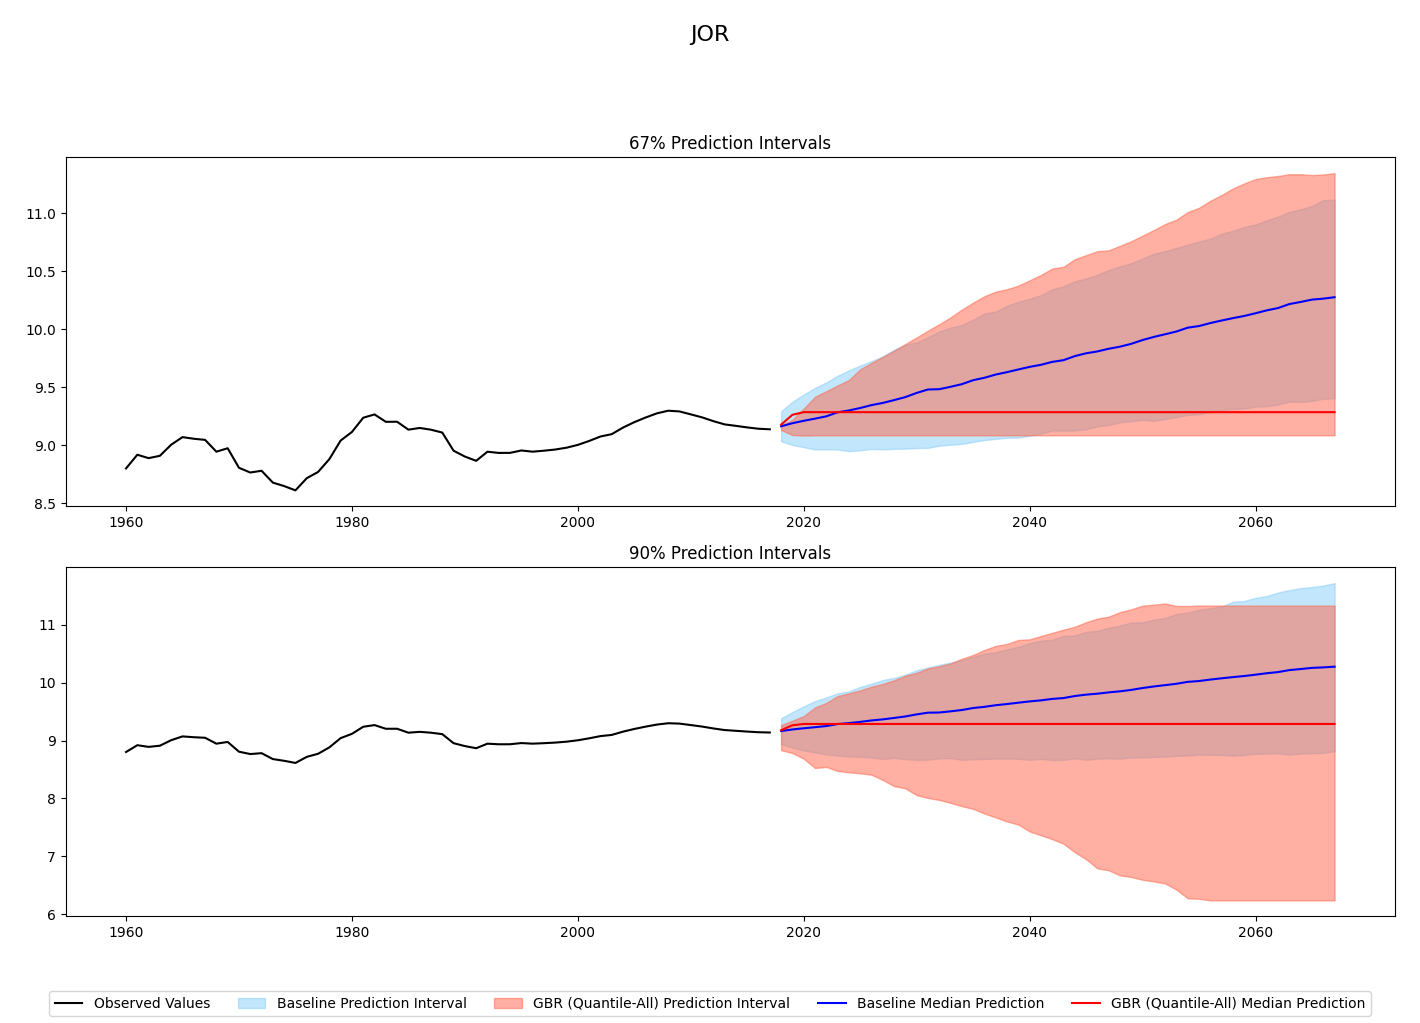 JOR
67% Prediction Intervals
11.0
10.5
10.0
9.5
9.0
8.5
1960 1980 2000 2020 2040 2060
90% Prediction Intervals
11
10
9
8
7
6
1960 1980 2000 2020 2040 2060
Observed Values Baseline Prediction Interval GBR (Quantile-All) Prediction Interval Baseline Median Prediction GBR (Quantile-All) Median Prediction